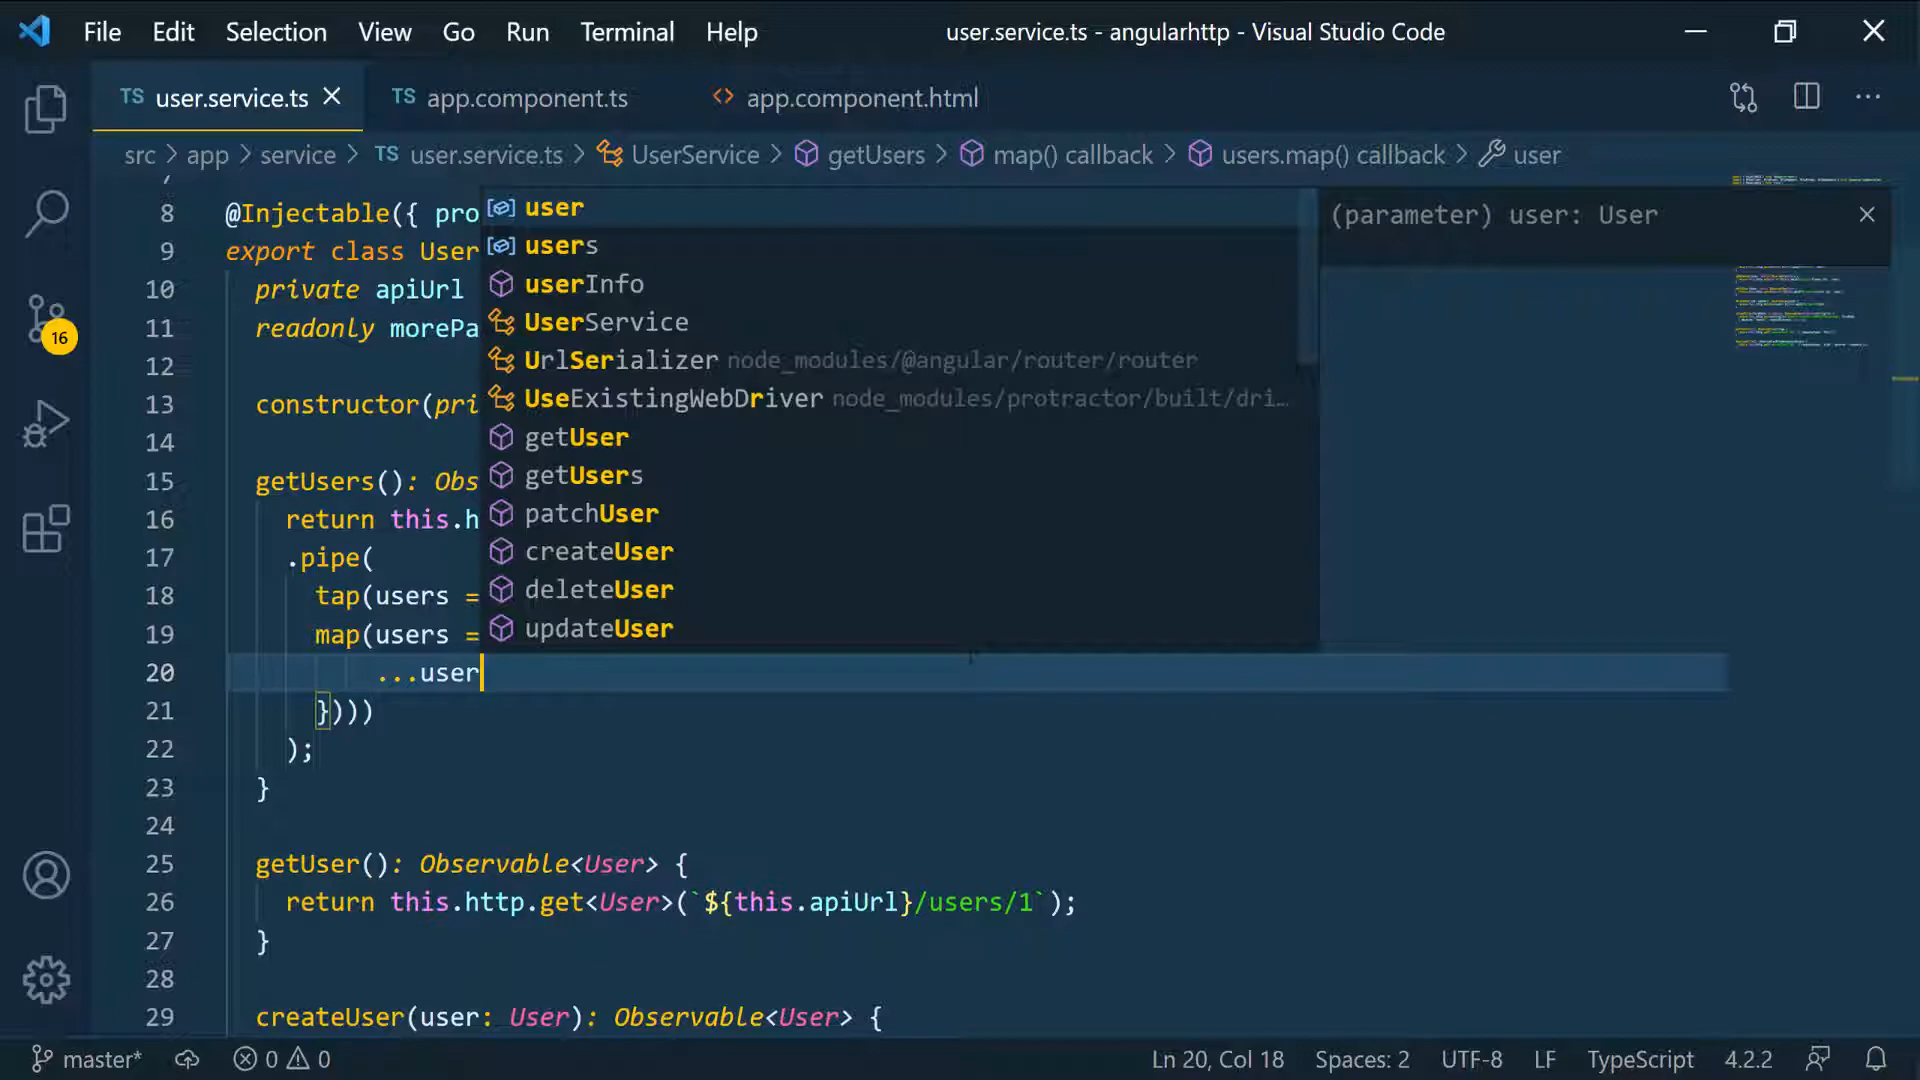 File Edit Selection View Go Run Terminal Help user.service.ts - angularhttp - Visual Studio Code
TS user.service.ts TS app.component.ts <> app.component.html
src > app > service > TS user.service.ts > UserService > getUsers > map() callback > users.map() callback > user
8 @Injectable({ pro
9 export class User
10 private apiUrl
11 readonly morePa
12
13 constructor(pri
14
15 getUsers(): Obs
16 return this.h
17 .pipe(
18 tap(users =
19 map(users =
20 ...user
21 })))
22 );
23 }
24
25 getUser(): Observable<User> {
26 return this.http.get<User>(`${this.apiUrl}/users/1`);
27 }
28
29 createUser(user: User): Observable<User> {
user
users
userInfo
UserService
UrlSerializer node_modules/@angular/router/router
UseExistingWebDriver node_modules/protractor/built/dri…
getUser
getUsers
patchUser
createUser
deleteUser
updateUser
(parameter) user: User
16
master* 0 0 Ln 20, Col 18 Spaces: 2 UTF-8 LF TypeScript 4.2.2